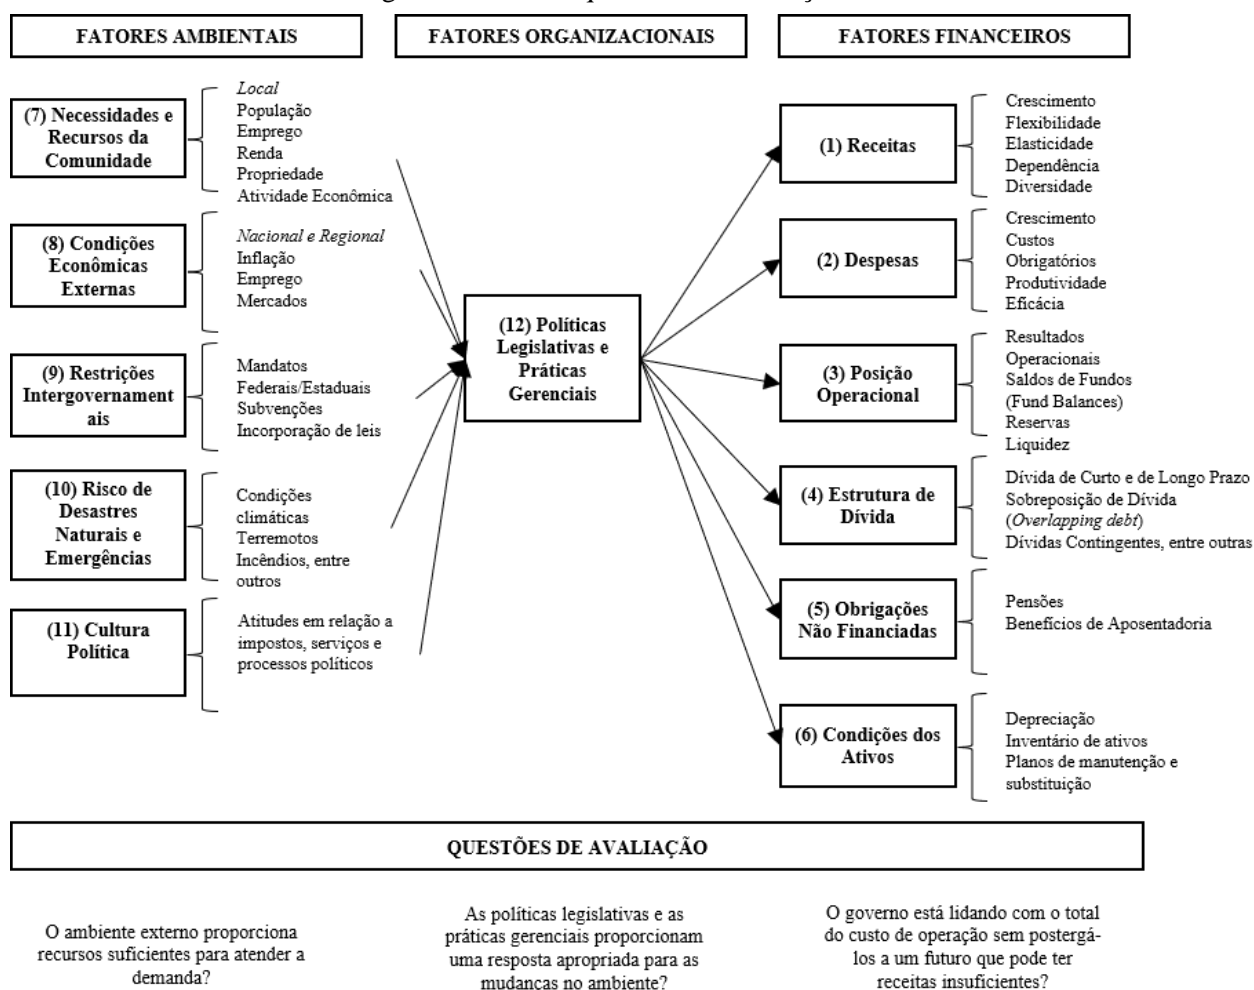 FATORES AMBIENTAIS
FATORES ORGANIZACIONAIS
FATORES FINANCEIROS
(7) Necessidades e
Recursos da
Comunidade
Local
População
Emprego
Renda
Propriedade
Atividade Econômica
(8) Condições
Econômicas
Externas
Nacional e Regional
Inflação
Emprego
Mercados
(9) Restrições
Intergovernament
ais
Mandatos
Federais/Estaduais
Subvenções
Incorporação de leis
(10) Risco de
Desastres
Naturais e
Emergências
Condições
climáticas
Terremotos
Incêndios, entre
outros
(11) Cultura
Política
Atitudes em relação a
impostos, serviços e
processos políticos
(12) Políticas
Legislativas e
Práticas
Gerenciais
(1) Receitas
Crescimento
Flexibilidade
Elasticidade
Dependência
Diversidade
(2) Despesas
Crescimento
Custos
Obrigatórios
Produtividade
Eficácia
(3) Posição
Operacional
Resultados
Operacionais
Saldos de Fundos
(Fund Balances)
Reservas
Liquidez
(4) Estrutura de
Dívida
Dívida de Curto e de Longo Prazo
Sobreposição de Dívida
(Overlapping debt)
Dívidas Contingentes, entre outras
(5) Obrigações
Não Financiadas
Pensões
Benefícios de Aposentadoria
(6) Condições dos
Ativos
Depreciação
Inventário de ativos
Planos de manutenção e
substituição
QUESTÕES DE AVALIAÇÃO
O ambiente externo proporciona
recursos suficientes para atender a
demanda?
As políticas legislativas e as
práticas gerenciais proporcionam
uma resposta apropriada para as
mudanças no ambiente?
O governo está lidando com o total
do custo de operação sem postergá-
los a um futuro que pode ter
receitas insuficientes?